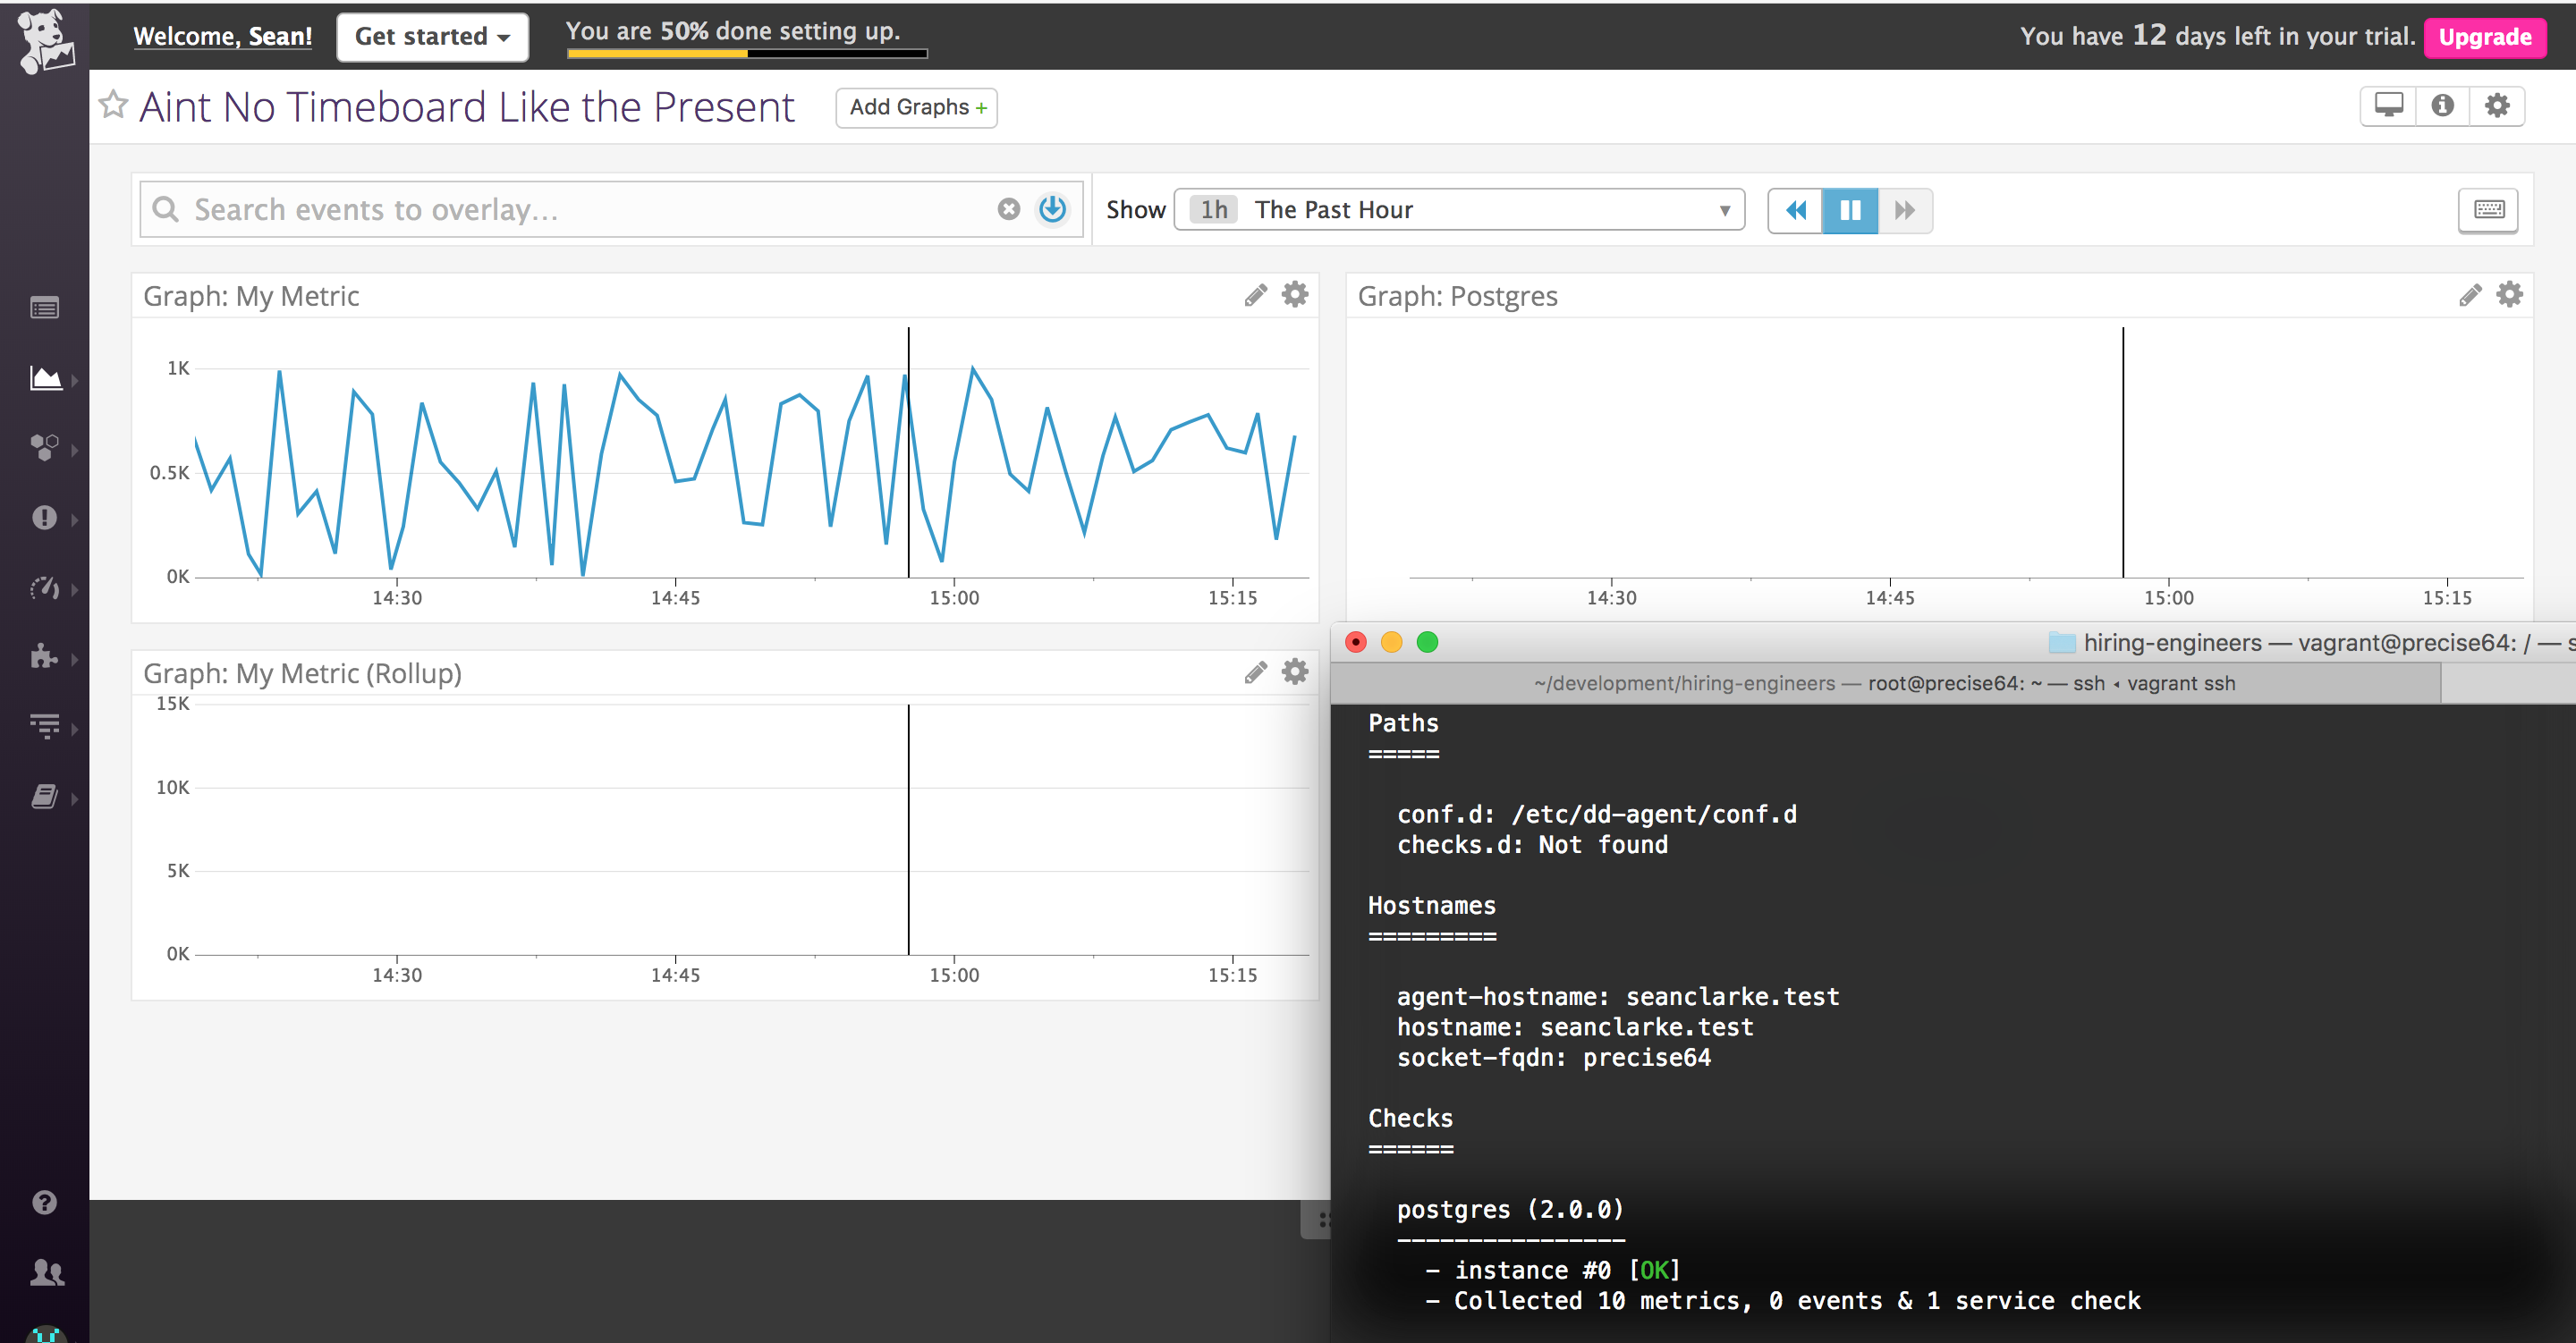 Welcome, Sean!
Get started
You are 50% done setting up.
You have 12 days left in your trial.
Upgrade
Aint No Timeboard Like the Present
Add Graphs +
Search events to overlay...
Show
1h The Past Hour
Graph: My Metric
1K
0.5K
0K
14:30 14:45 15:00 15:15
Graph: Postgres
14:30 14:45 15:00 15:15
Graph: My Metric (Rollup)
15K
10K
5K
0K
14:30 14:45 15:00 15:15
hiring-engineers — vagrant@precise64: / — s
~/development/hiring-engineers — root@precise64: ~ — ssh ◂ vagrant ssh
Paths
=====
conf.d: /etc/dd-agent/conf.d
checks.d: Not found
Hostnames
=========
agent-hostname: seanclarke.test
hostname: seanclarke.test
socket-fqdn: precise64
Checks
======
postgres (2.0.0)
----------------
- instance #0 [OK]
- Collected 10 metrics, 0 events & 1 service check